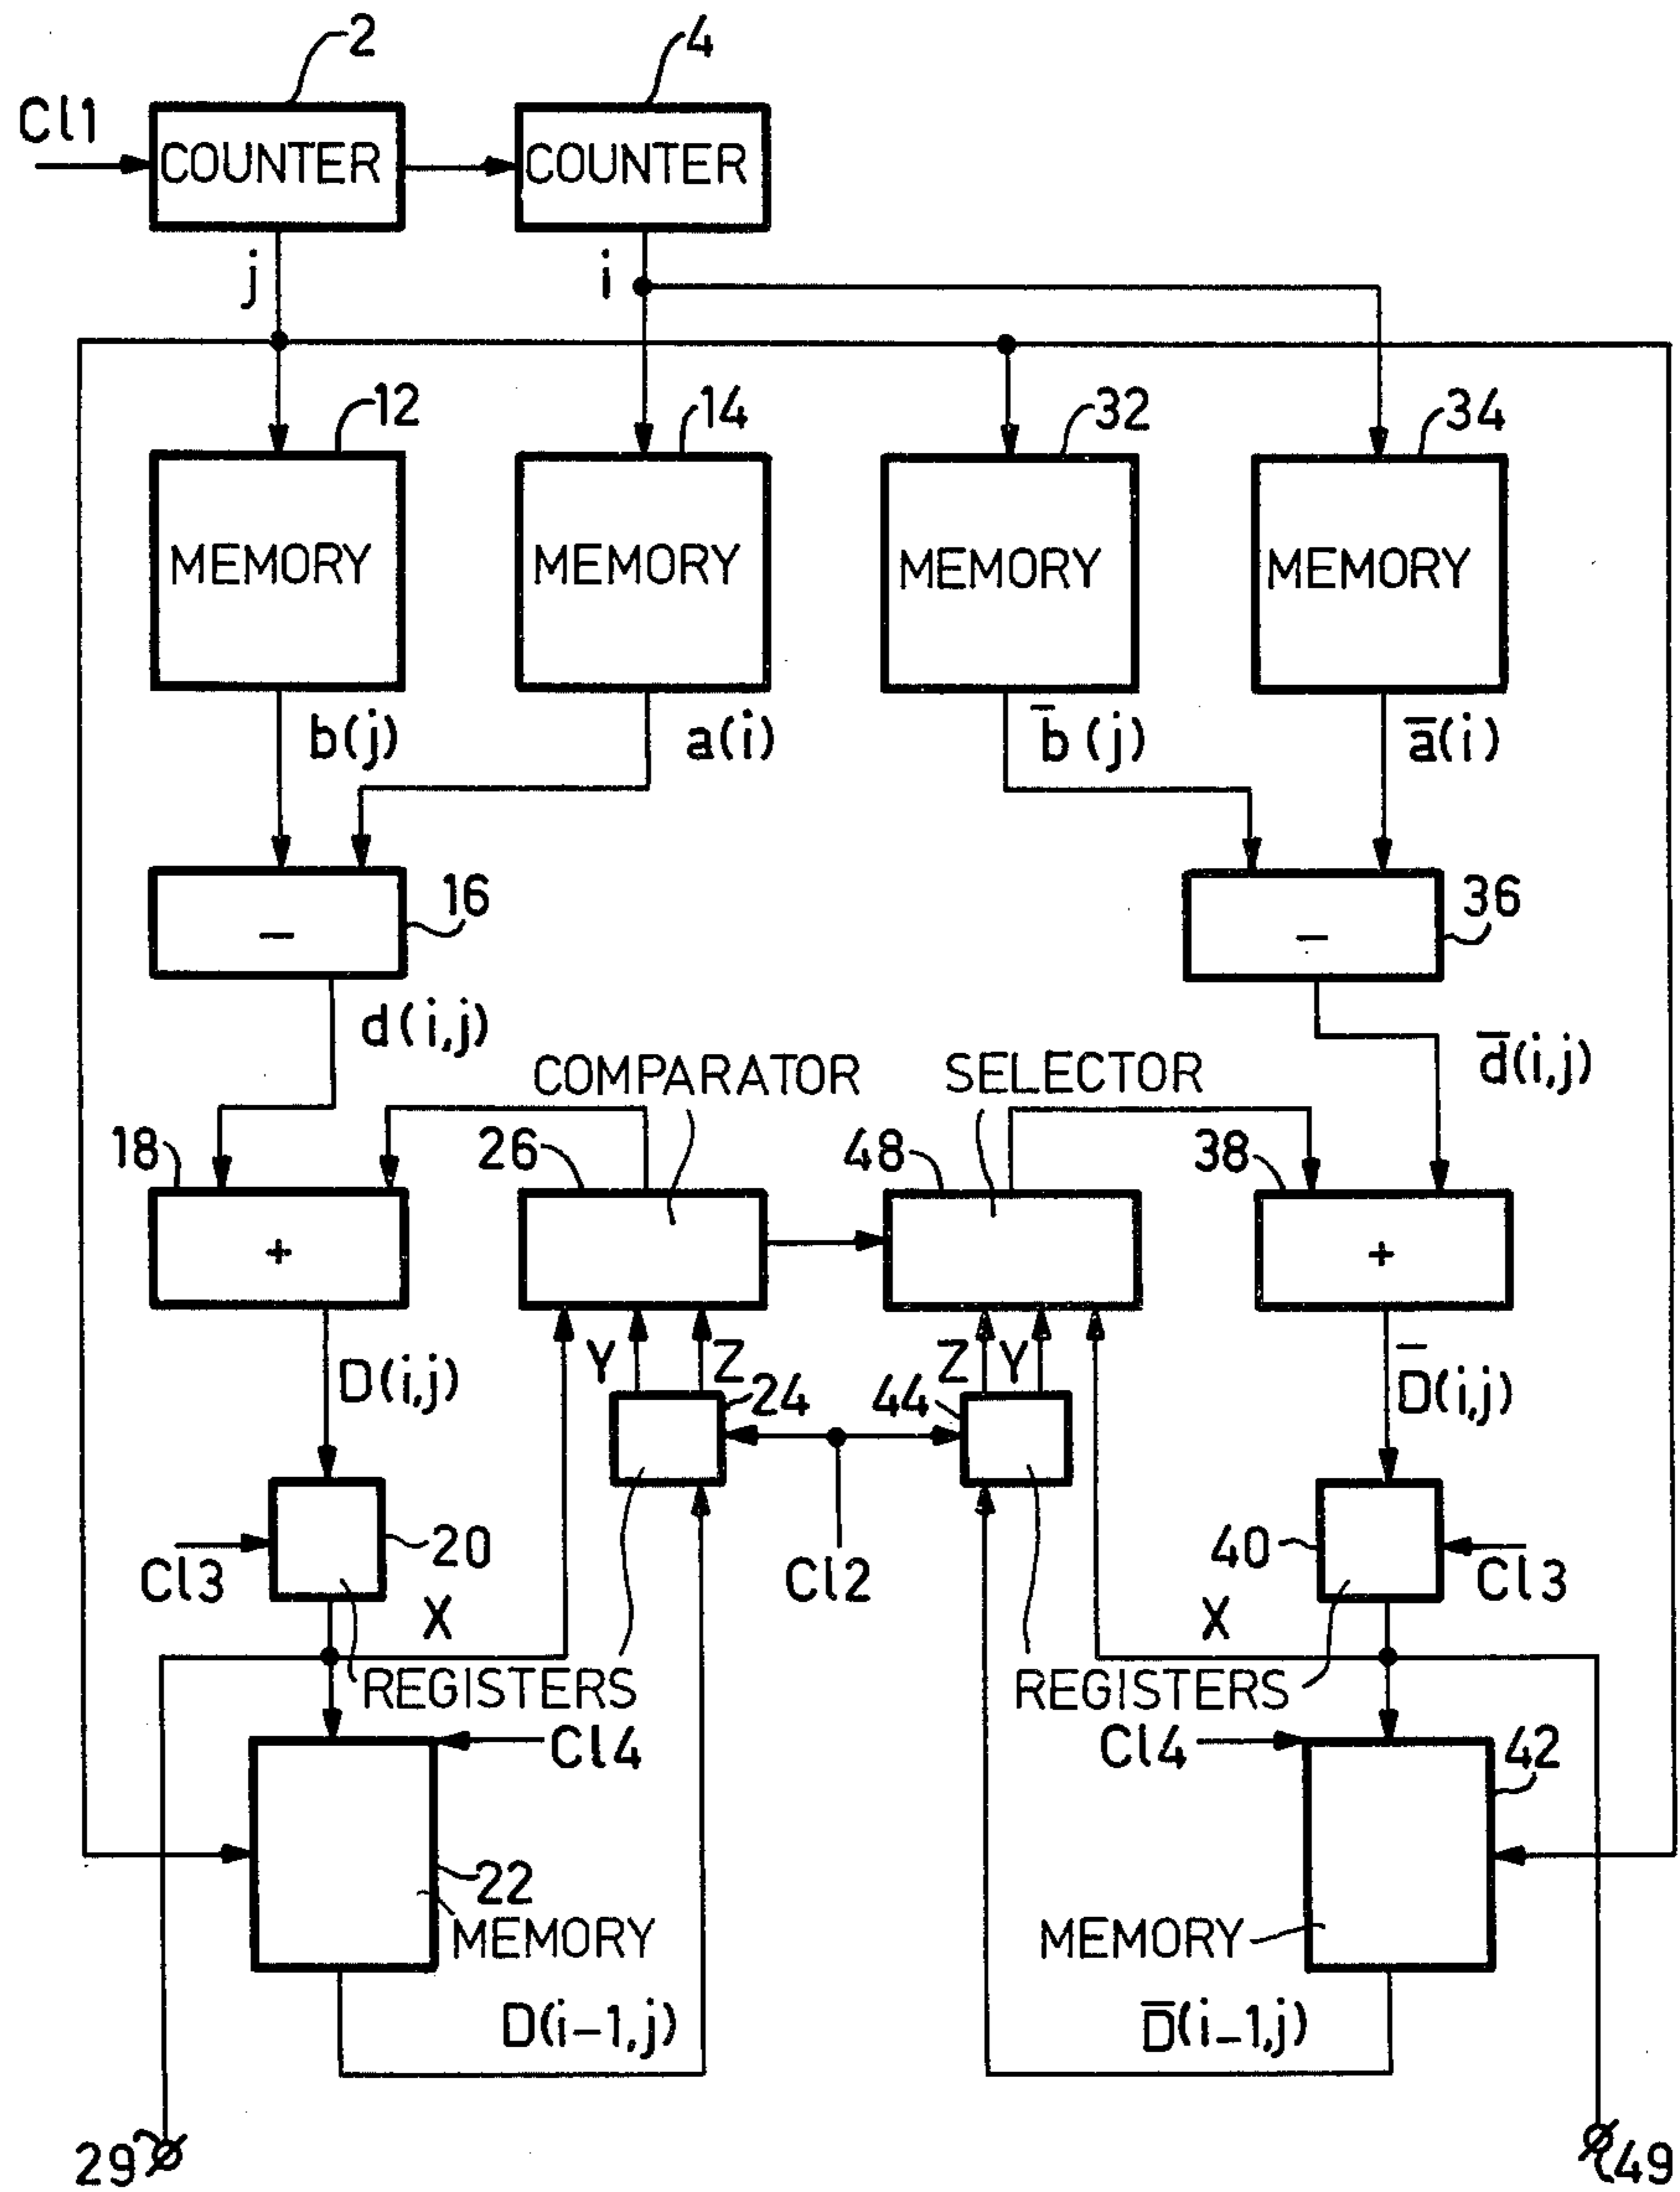 2
4
Cl1
COUNTER
COUNTER
j
i
12
14
32
34
MEMORY
MEMORY
MEMORY
MEMORY
b(j)
a(i)
b̄(j)
ā(i)
16
36
−
−
d(i,j)
d̄(i,j)
COMPARATOR
SELECTOR
18
26
48
38
+
+
Y
Z
Z
Y
D(i,j)
D̄(i,j)
24
44
20
40
Cl3
Cl2
Cl3
X
X
REGISTERS
REGISTERS
Cl4
Cl4
42
22
MEMORY
MEMORY
D(i−1,j)
D̄(i−1,j)
29
49